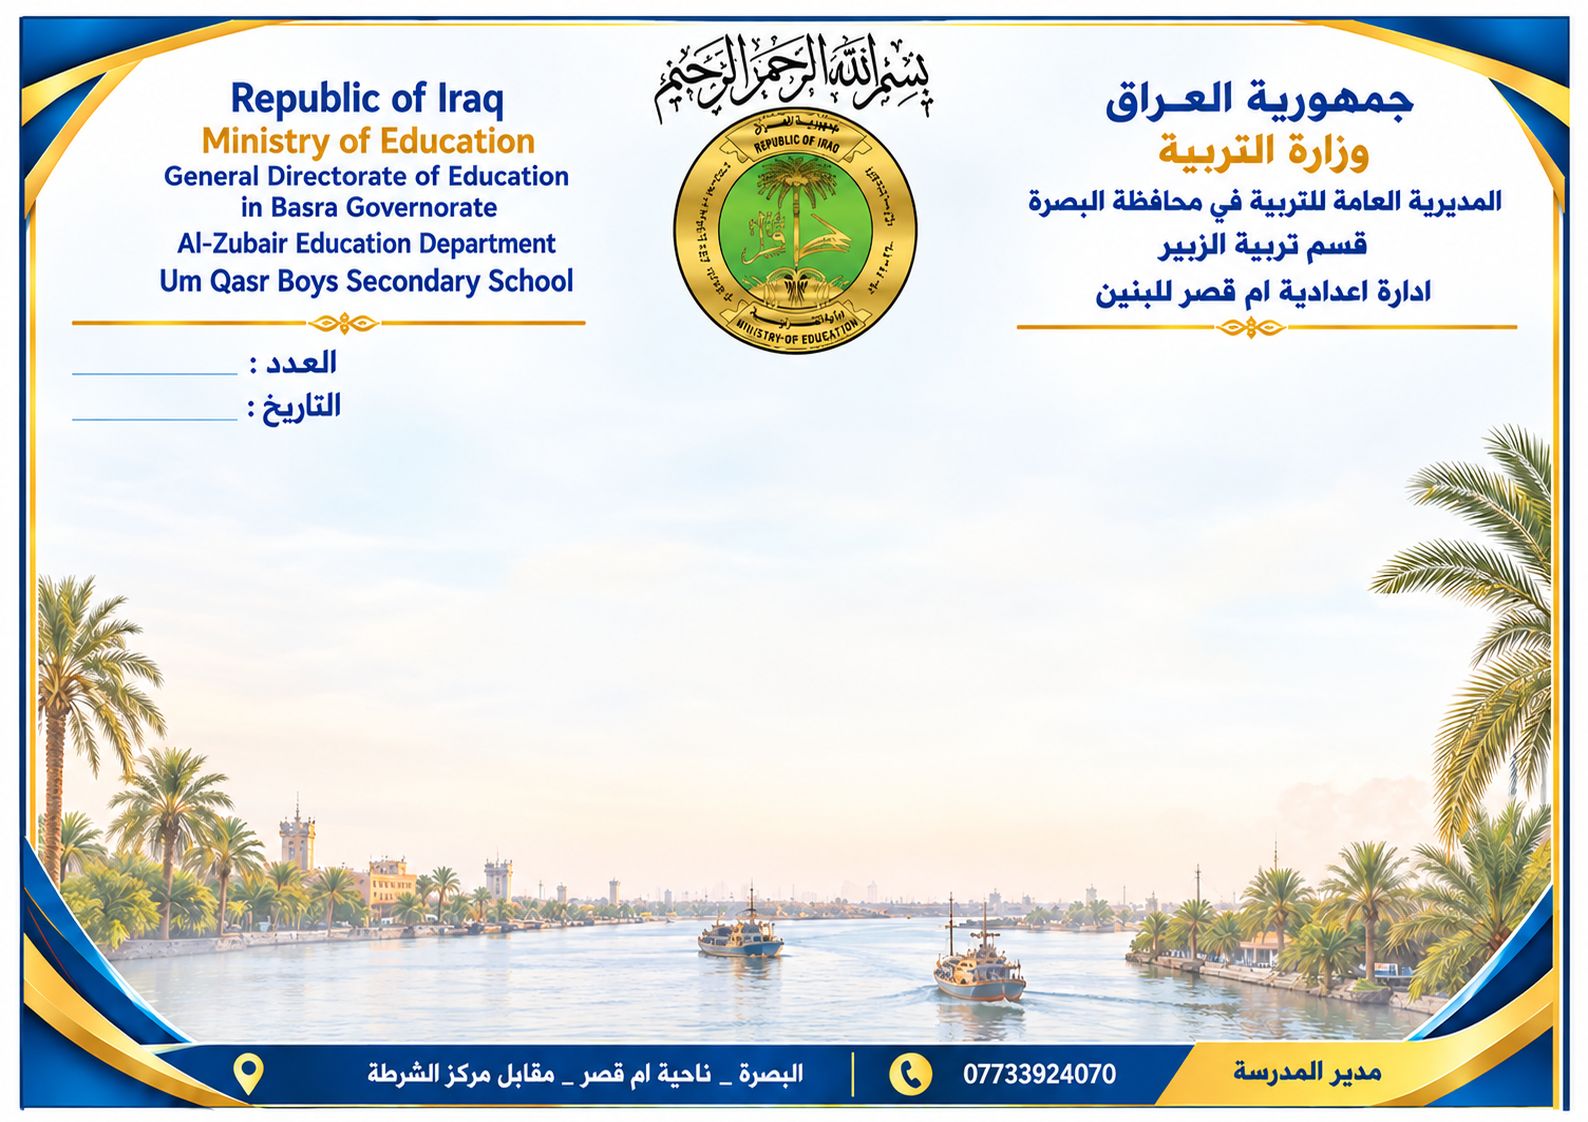 بسم الله الرحمن الرحيم
Republic of Iraq
Ministry of Education
General Directorate of Education
in Basra Governorate
Al-Zubair Education Department
Um Qasr Boys Secondary School
جمهورية العـراق
وزارة التربية
المديرية العامة للتربية في محافظة البصرة
قسم تربية الزبير
ادارة اعدادية ام قصر للبنين
REPUBLIC OF IRAQ
MINISTRY OF EDUCATION
العدد :
التاريخ :
البصرة _ ناحية ام قصر _ مقابل مركز الشرطة
07733924070
مدير المدرسة